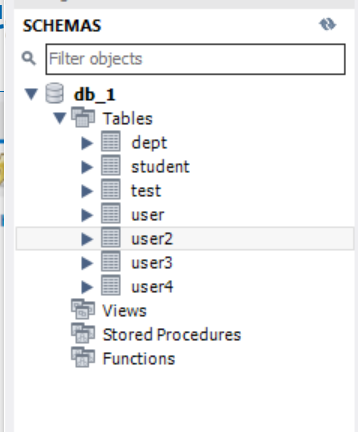 SCHEMAS
Filter objects
db_1
Tables
dept
student
test
user
user2
user3
user4
Views
Stored Procedures
Functions